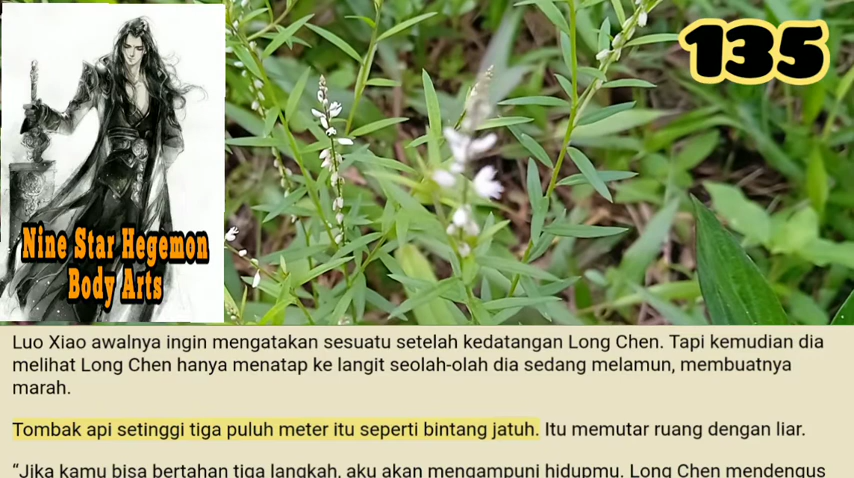 135
Nine Star Hegemon
Body Arts
Luo Xiao awalnya ingin mengatakan sesuatu setelah kedatangan Long Chen. Tapi kemudian dia
melihat Long Chen hanya menatap ke langit seolah-olah dia sedang melamun, membuatnya
marah.
Tombak api setinggi tiga puluh meter itu seperti bintang jatuh. Itu memutar ruang dengan liar.
“Jika kamu bisa bertahan tiga langkah, aku akan mengampuni hidupmu. Long Chen mendengus